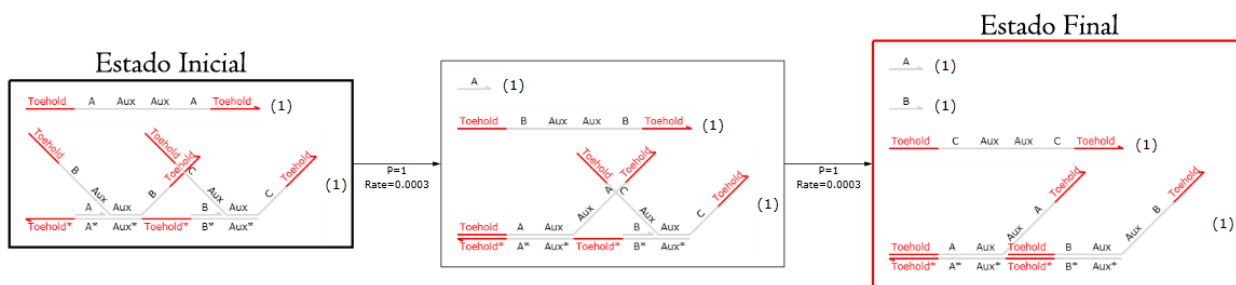 Estado Inicial
Toehold A Aux Aux A Toehold (1)
Toehold B Aux B Toehold
Toehold C Aux C Toehold
A Aux B Aux (1)
Toehold* A* Aux* Toehold* B* Aux*
P=1
Rate=0.0003
A (1)
Toehold B Aux Aux B Toehold (1)
Toehold A Aux C Toehold
Aux C Toehold
Toehold A Aux B Aux (1)
Toehold* A* Aux* Toehold* B* Aux*
P=1
Rate=0.0003
Estado Final
A (1)
B (1)
Toehold C Aux Aux C Toehold (1)
Aux A Toehold Aux B Toehold
Toehold A Aux Toehold B Aux (1)
Toehold* A* Aux* Toehold* B* Aux*